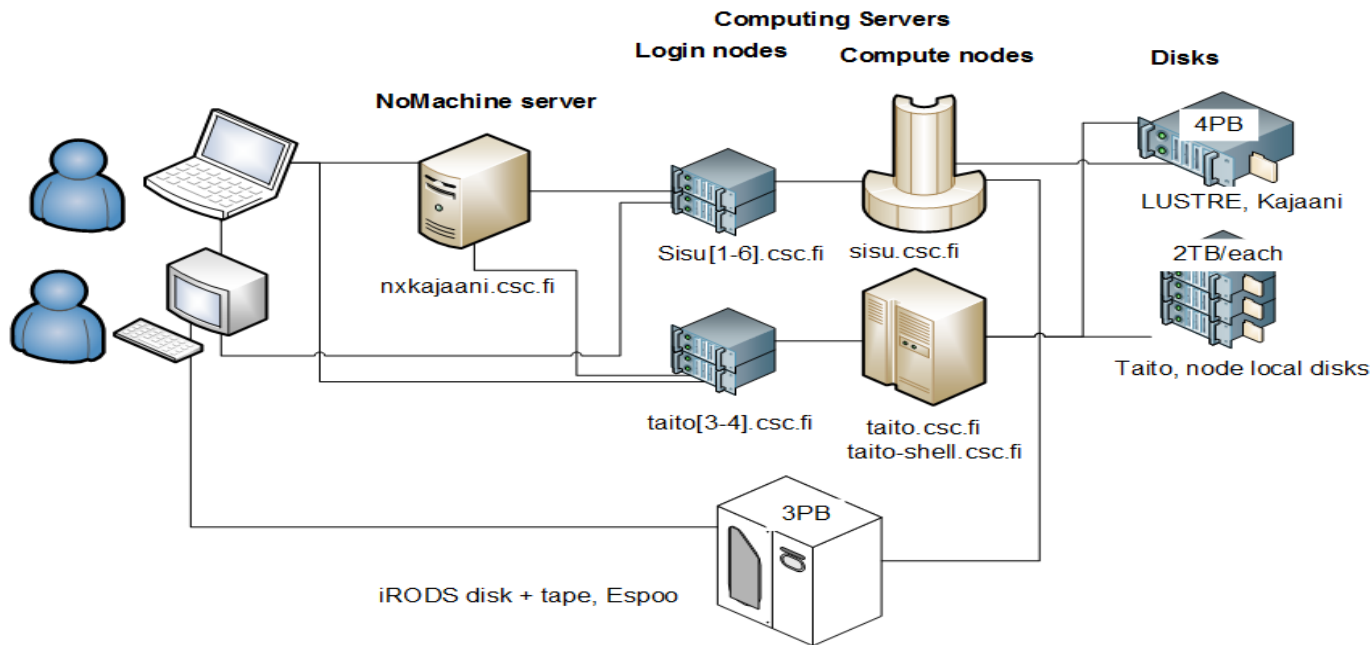 Computing Servers
Login nodes
Compute nodes
Disks
NoMachine server
4PB
LUSTRE, Kajaani
Sisu[1-6].csc.fi
sisu.csc.fi
2TB/each
nxkajaani.csc.fi
Taito, node local disks
taito[3-4].csc.fi
taito.csc.fi
taito-shell.csc.fi
3PB
iRODS disk + tape, Espoo